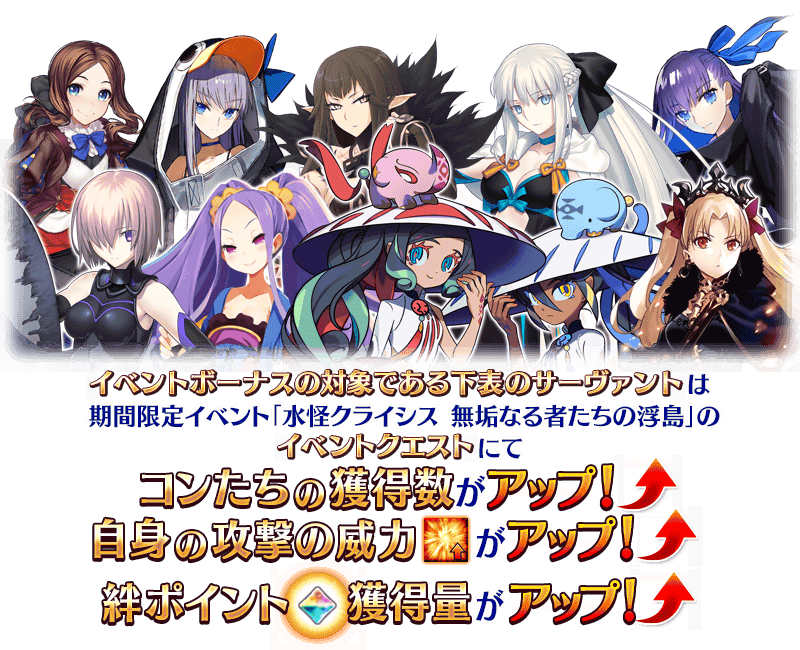 イベントボーナスの対象である下表のサーヴァントは
期間限定イベント「水怪クライシス 無垢なる者たちの浮島」の
イベントクエストにて
コンたちの獲得数がアップ!
自身の攻撃の威力がアップ!
絆ポイント獲得量がアップ!